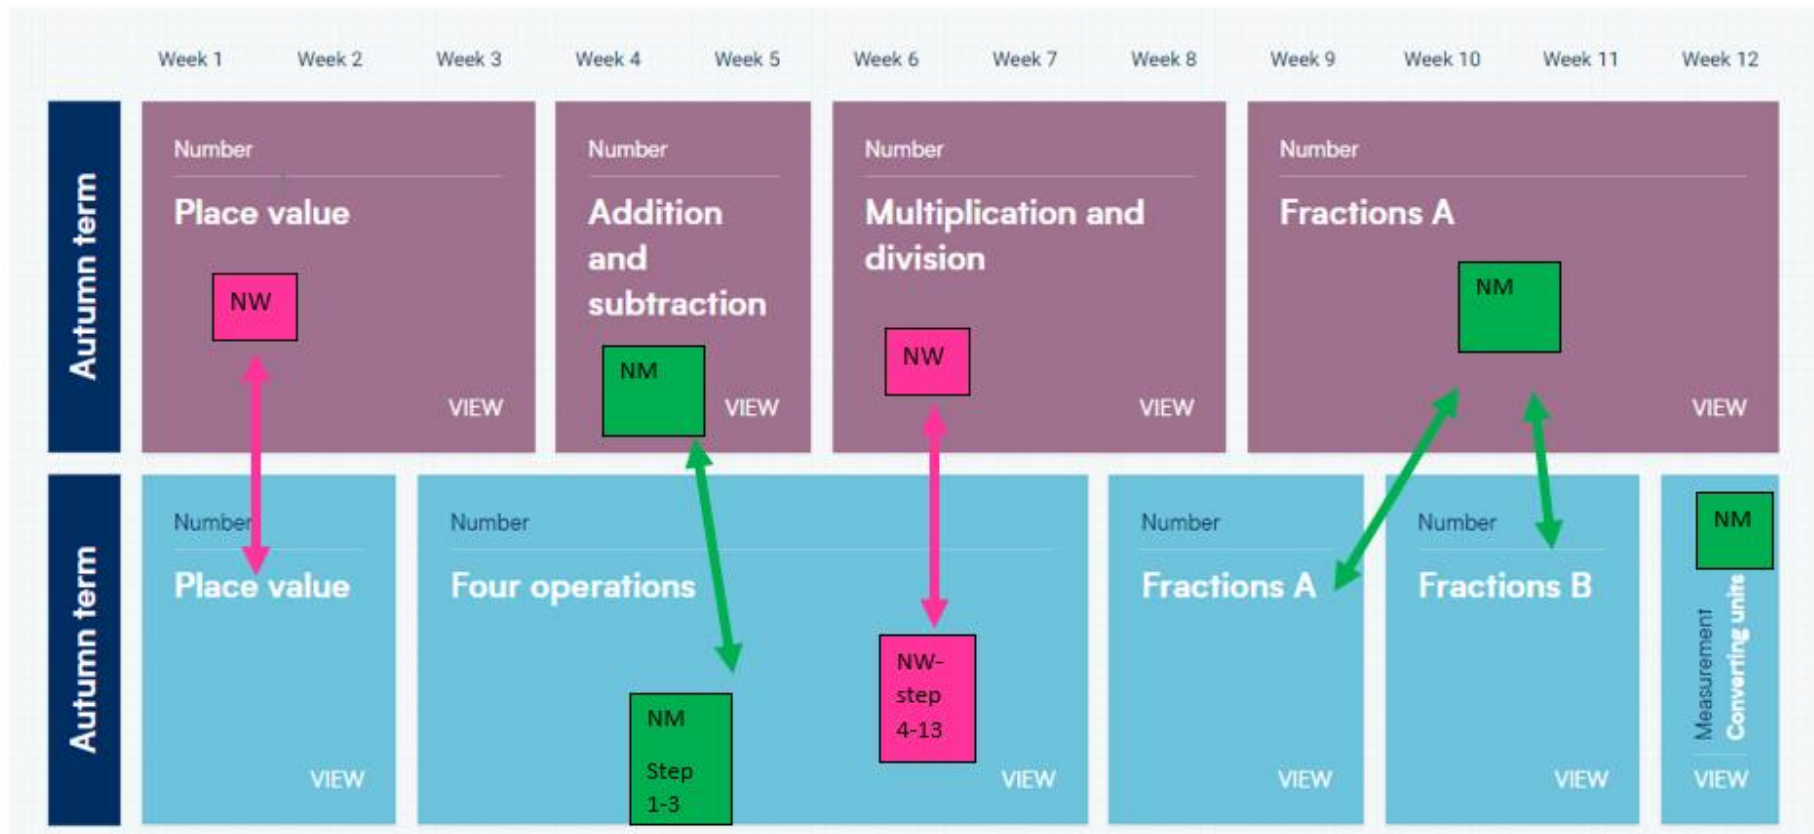 Week 1 Week 2 Week 3 Week 4 Week 5 Week 6 Week 7 Week 8 Week 9 Week 10 Week 11 Week 12
Autumn term
Number
Place value
NW
VIEW
Number
Addition
and
subtraction
NM
VIEW
Number
Multiplication and
division
NW
VIEW
Number
Fractions A
NM
VIEW
Autumn term
Number
Place value
VIEW
Number
Four operations
NM
Step
1-3
NW-
step
4-13
VIEW
Number
Fractions A
VIEW
Number
Fractions B
VIEW
NM
Measurement
Converting units
VIEW